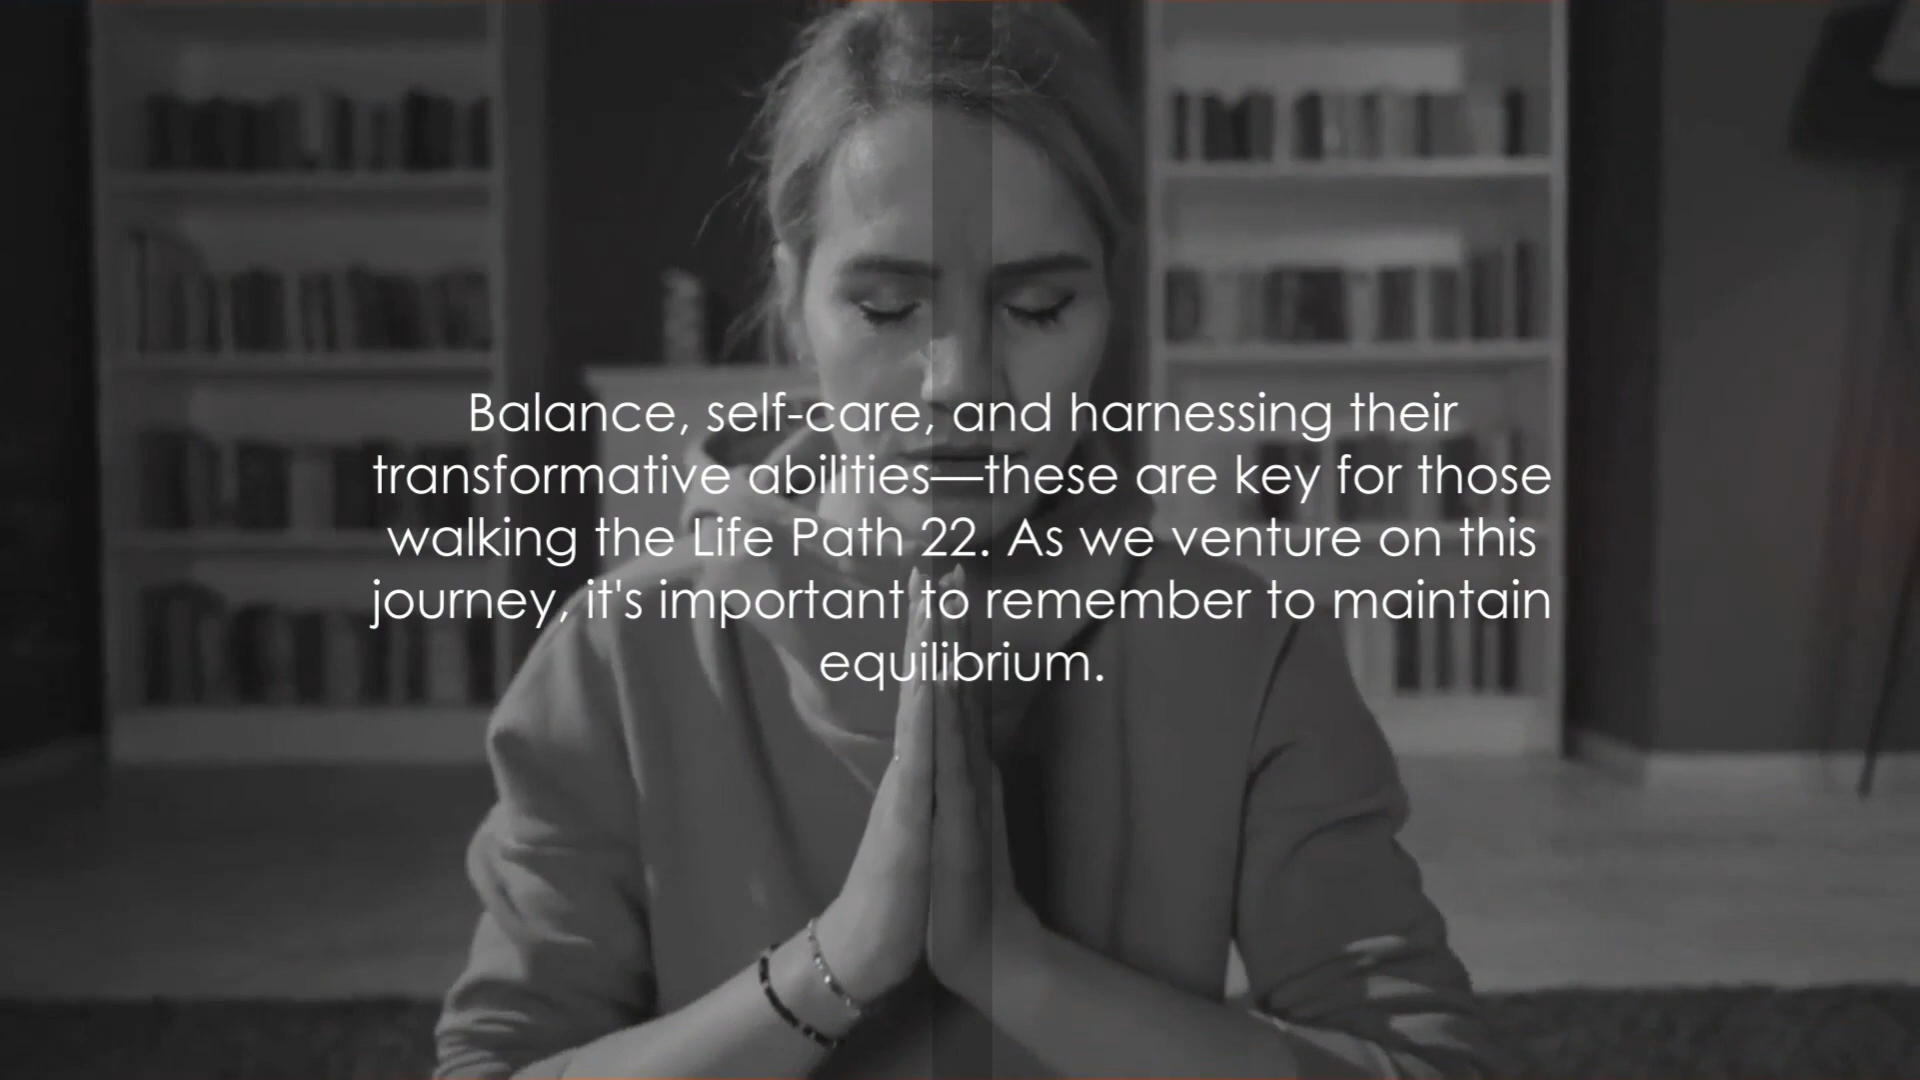 Balance, self-care, and harnessing their
transformative abilities—these are key for those
walking the Life Path 22. As we venture on this
journey, it's important to remember to maintain
equilibrium.